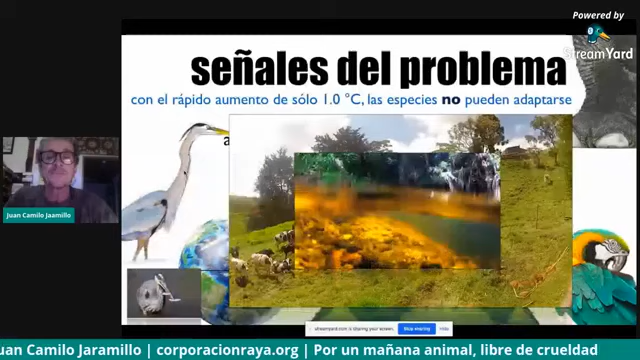 Powered by
StreamYard
señales del problema
con el rápido aumento de sólo 1.0 °C, las especies no pueden adaptarse
a
Juan Camilo Jaamillo
streamyard.com is sharing your screen.
Stop sharing
Hide
uan Camilo Jaramillo | corporacionraya.org | Por un mañana animal, libre de crueldad